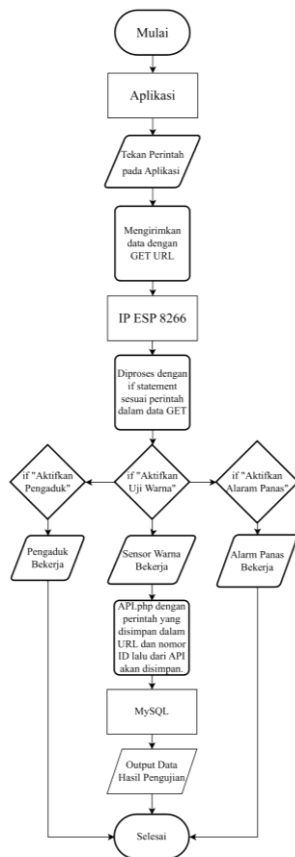 Mulai
Aplikasi
Tekan Perintah
pada Aplikasi
Mengirimkan
data dengan
GET URL
IP ESP 8266
Diproses dengan
if statement
sesuai perintah
dalam data GET
if "Aktifkan
Pengaduk"
if "Aktifkan
Uji Warna"
if "Aktifkan
Alaram Panas"
Pengaduk
Bekerja
Sensor Warna
Bekerja
Alarm Panas
Bekerja
API.php dengan
perintah yang
disimpan dalam
URL dan nomor
ID lalu dari API
akan disimpan.
MySQL
Output Data
Hasil Pengujian
Selesai